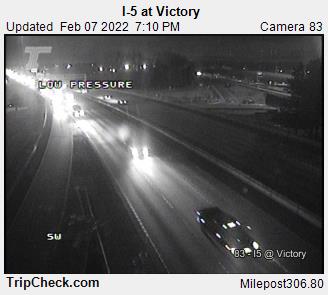 I-5 at Victory
Updated Feb 07 2022 7:10 PM Camera 83
LOW PRESSURE
SW
83 - I5 @ Victory
TripCheck.com Milepost306.80